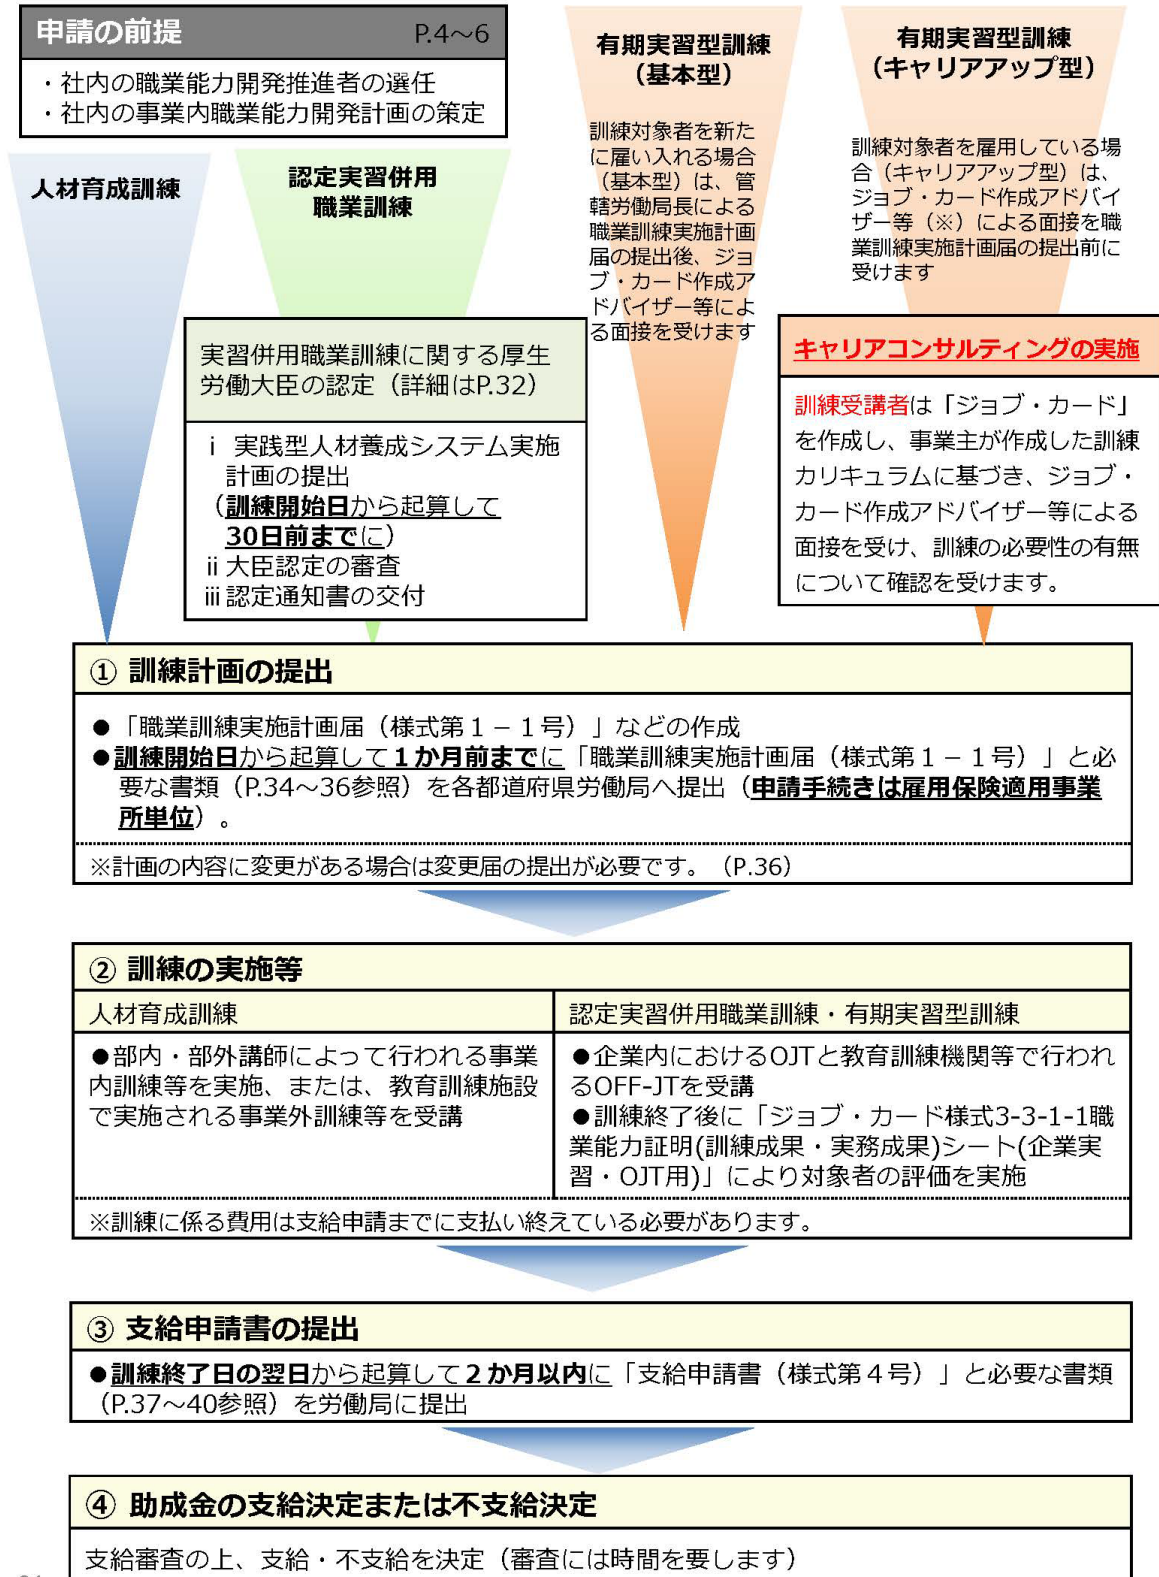 申請の前提 P.4～6
・社内の職業能力開発推進者の選任
・社内の事業内職業能力開発計画の策定
人材育成訓練
認定実習併用
職業訓練
有期実習型訓練
（基本型）
訓練対象者を新た
に雇い入れる場合
（基本型）は、管
轄労働局長による
職業訓練実施計画
届の提出後、ジョ
ブ・カード作成ア
ドバイザー等によ
る面接を受けます
有期実習型訓練
（キャリアアップ型）
訓練対象者を雇用している場
合（キャリアアップ型）は、
ジョブ・カード作成アドバイ
ザー等（※）による面接を職
業訓練実施計画届の提出前に
受けます
実習併用職業訓練に関する厚生
労働大臣の認定（詳細はP.32）
ⅰ 実践型人材養成システム実施
計画の提出
（訓練開始日から起算して
30日前までに）
ⅱ 大臣認定の審査
ⅲ 認定通知書の交付
キャリアコンサルティングの実施
訓練受講者は「ジョブ・カード」
を作成し、事業主が作成した訓練
カリキュラムに基づき、ジョブ・
カード作成アドバイザー等による
面接を受け、訓練の必要性の有無
について確認を受けます。
① 訓練計画の提出
●「職業訓練実施計画届（様式第１－１号）」などの作成
●訓練開始日から起算して１か月前までに「職業訓練実施計画届（様式第１－１号）」と必
要な書類（P.34～36参照）を各都道府県労働局へ提出（申請手続きは雇用保険適用事業
所単位）。
※計画の内容に変更がある場合は変更届の提出が必要です。（P.36）
② 訓練の実施等
人材育成訓練
●部内・部外講師によって行われる事業
内訓練等を実施、または、教育訓練施設
で実施される事業外訓練等を受講
認定実習併用職業訓練・有期実習型訓練
●企業内におけるOJTと教育訓練機関等で行われ
るOFF-JTを受講
●訓練終了後に「ジョブ・カード様式3-3-1-1職
業能力証明(訓練成果・実務成果)シート(企業実
習・OJT用)」により対象者の評価を実施
※訓練に係る費用は支給申請までに支払い終えている必要があります。
③ 支給申請書の提出
●訓練終了日の翌日から起算して２か月以内に「支給申請書（様式第４号）」と必要な書類
（P.37～40参照）を労働局に提出
④ 助成金の支給決定または不支給決定
支給審査の上、支給・不支給を決定（審査には時間を要します）